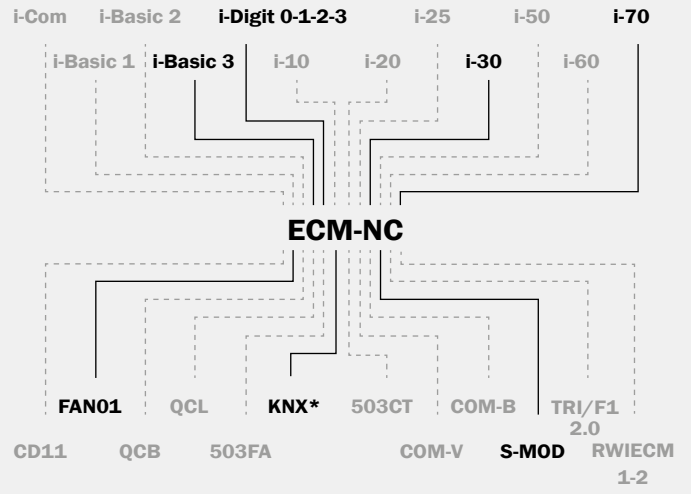 i-Com i-Basic 2 i-Digit 0-1-2-3 i-25 i-50 i-70
i-Basic 1 i-Basic 3 i-10 i-20 i-30 i-60
ECM-NC
FAN01 QCL KNX* 503CT COM-B TRI/F1
2.0
CD11 QCB 503FA COM-V S-MOD RWIECM
1-2